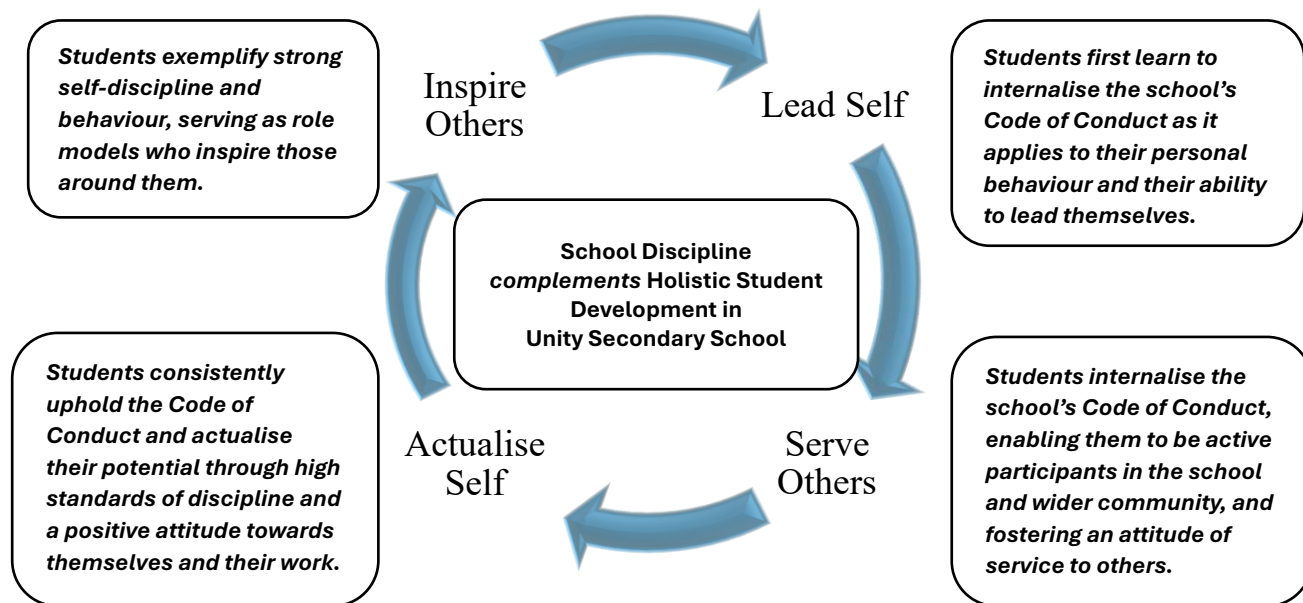 Students exemplify strong
self-discipline and
behaviour, serving as role
models who inspire those
around them.
Inspire
Others
Lead Self
Students first learn to
internalise the school’s
Code of Conduct as it
applies to their personal
behaviour and their ability
to lead themselves.
School Discipline
complements Holistic Student
Development in
Unity Secondary School
Students consistently
uphold the Code of
Conduct and actualise
their potential through high
standards of discipline and
a positive attitude towards
themselves and their work.
Actualise
Self
Serve
Others
Students internalise the
school’s Code of Conduct,
enabling them to be active
participants in the school
and wider community, and
fostering an attitude of
service to others.